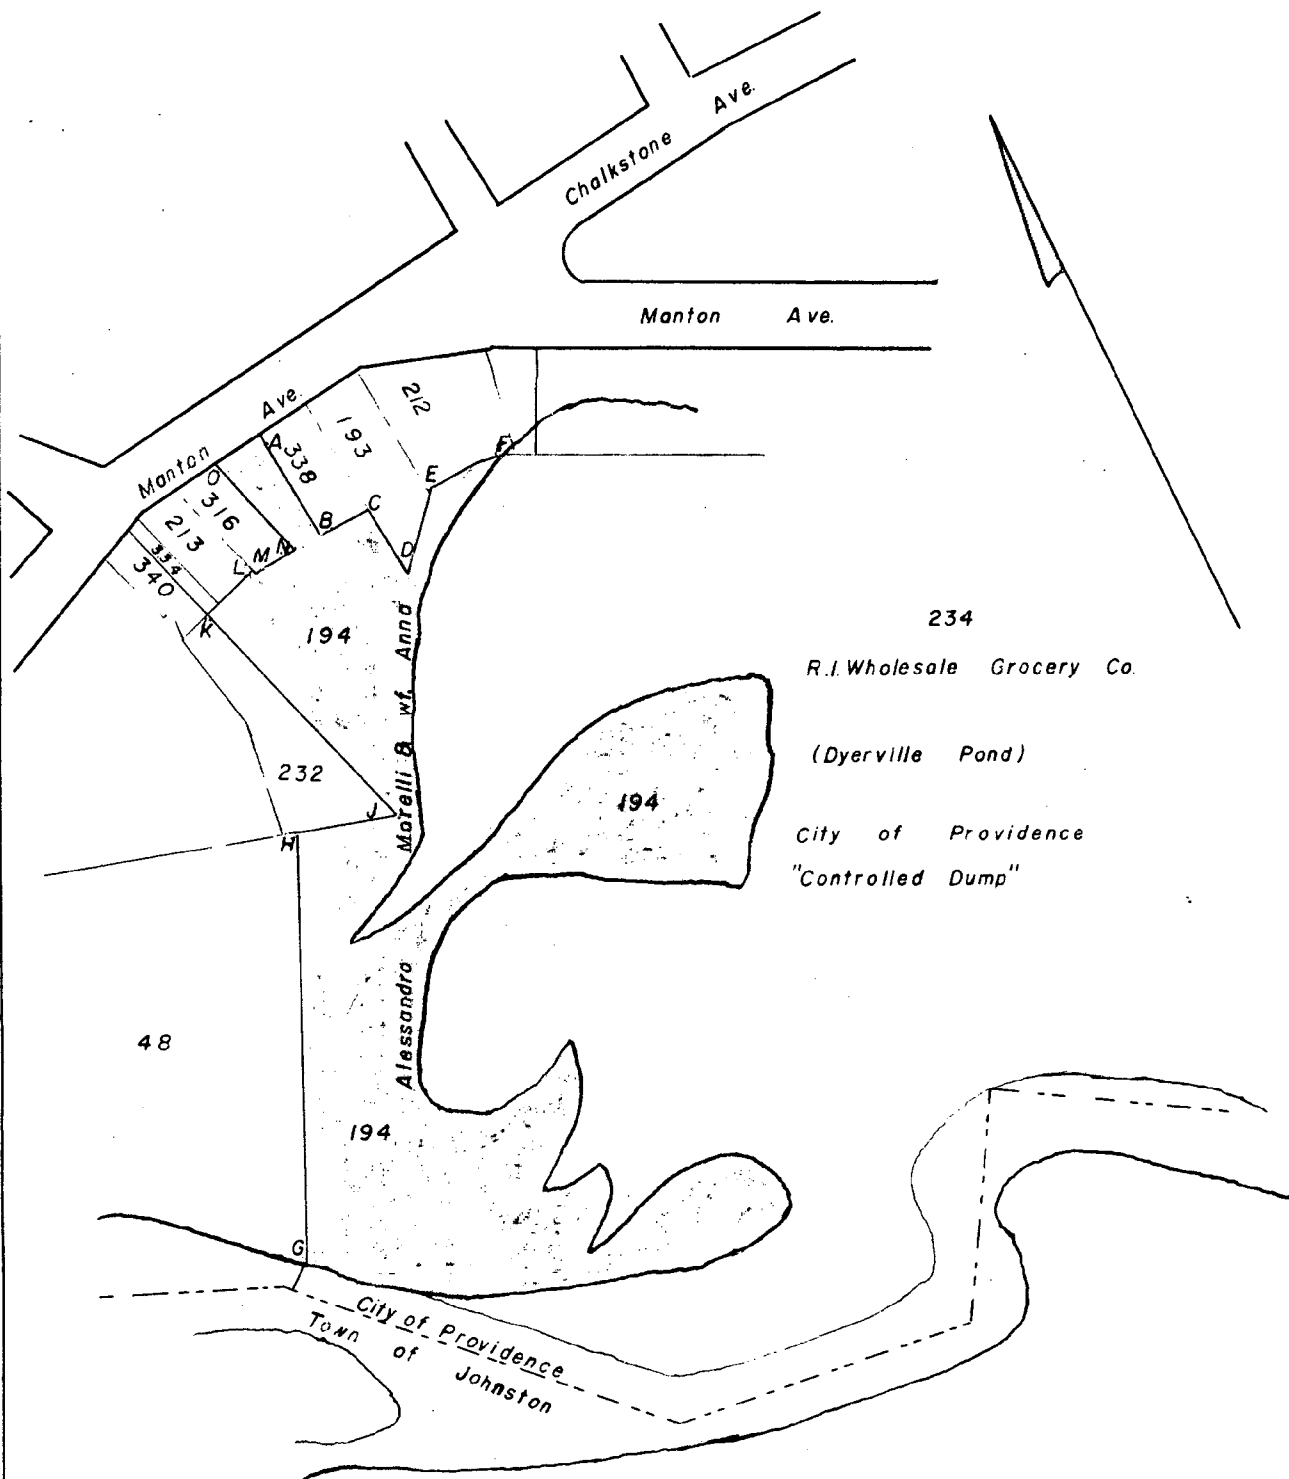 Chalkstone Ave.
Manton Ave.
Manton Ave.
212
193
A
338
O
316
213
334
340
B
C
D
E
F
L
M
N
K
194
Alessandro Morelli & wf. Anna
234
R.I. Wholesale Grocery Co.
(Dyerville Pond)
City of Providence
"Controlled Dump"
194
232
J
H
48
194
G
City of Providence
Town of Johnston